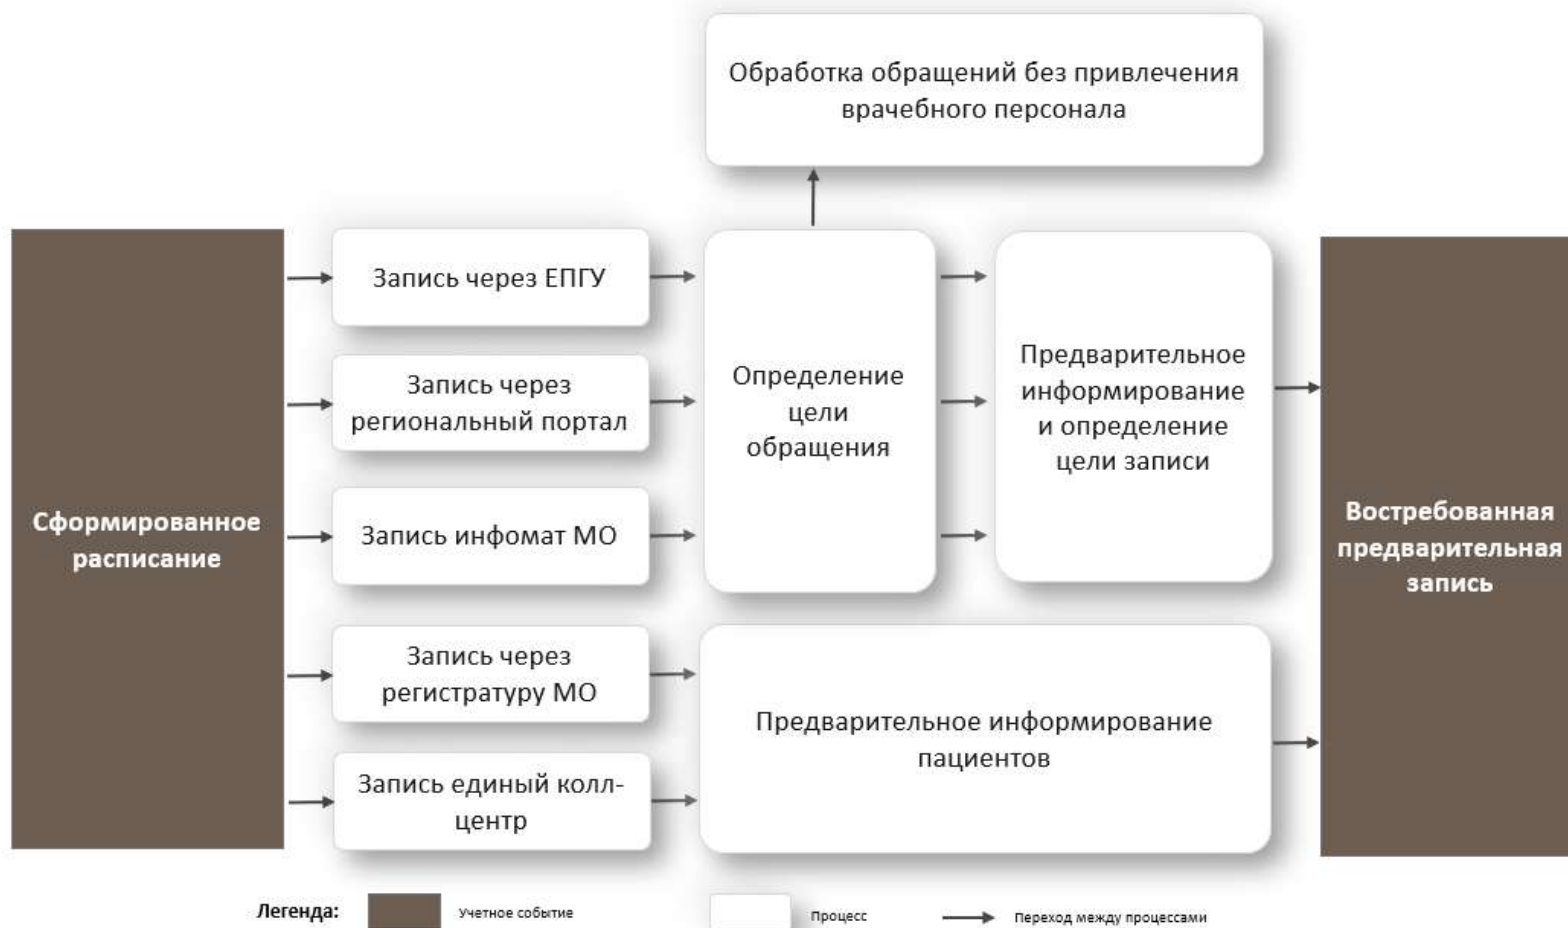 Обработка обращений без привлечения
врачебного персонала
Сформированное
расписание
Запись через ЕПГУ
Запись через
региональный портал
Запись инфомат МО
Запись через
регистратуру МО
Запись единый колл-
центр
Определение
цели
обращения
Предварительное
информирование
и определение
цели записи
Предварительное информирование
пациентов
Востребованная
предварительная
запись
Легенда:
Учетное событие
Процесс
Переход между процессами